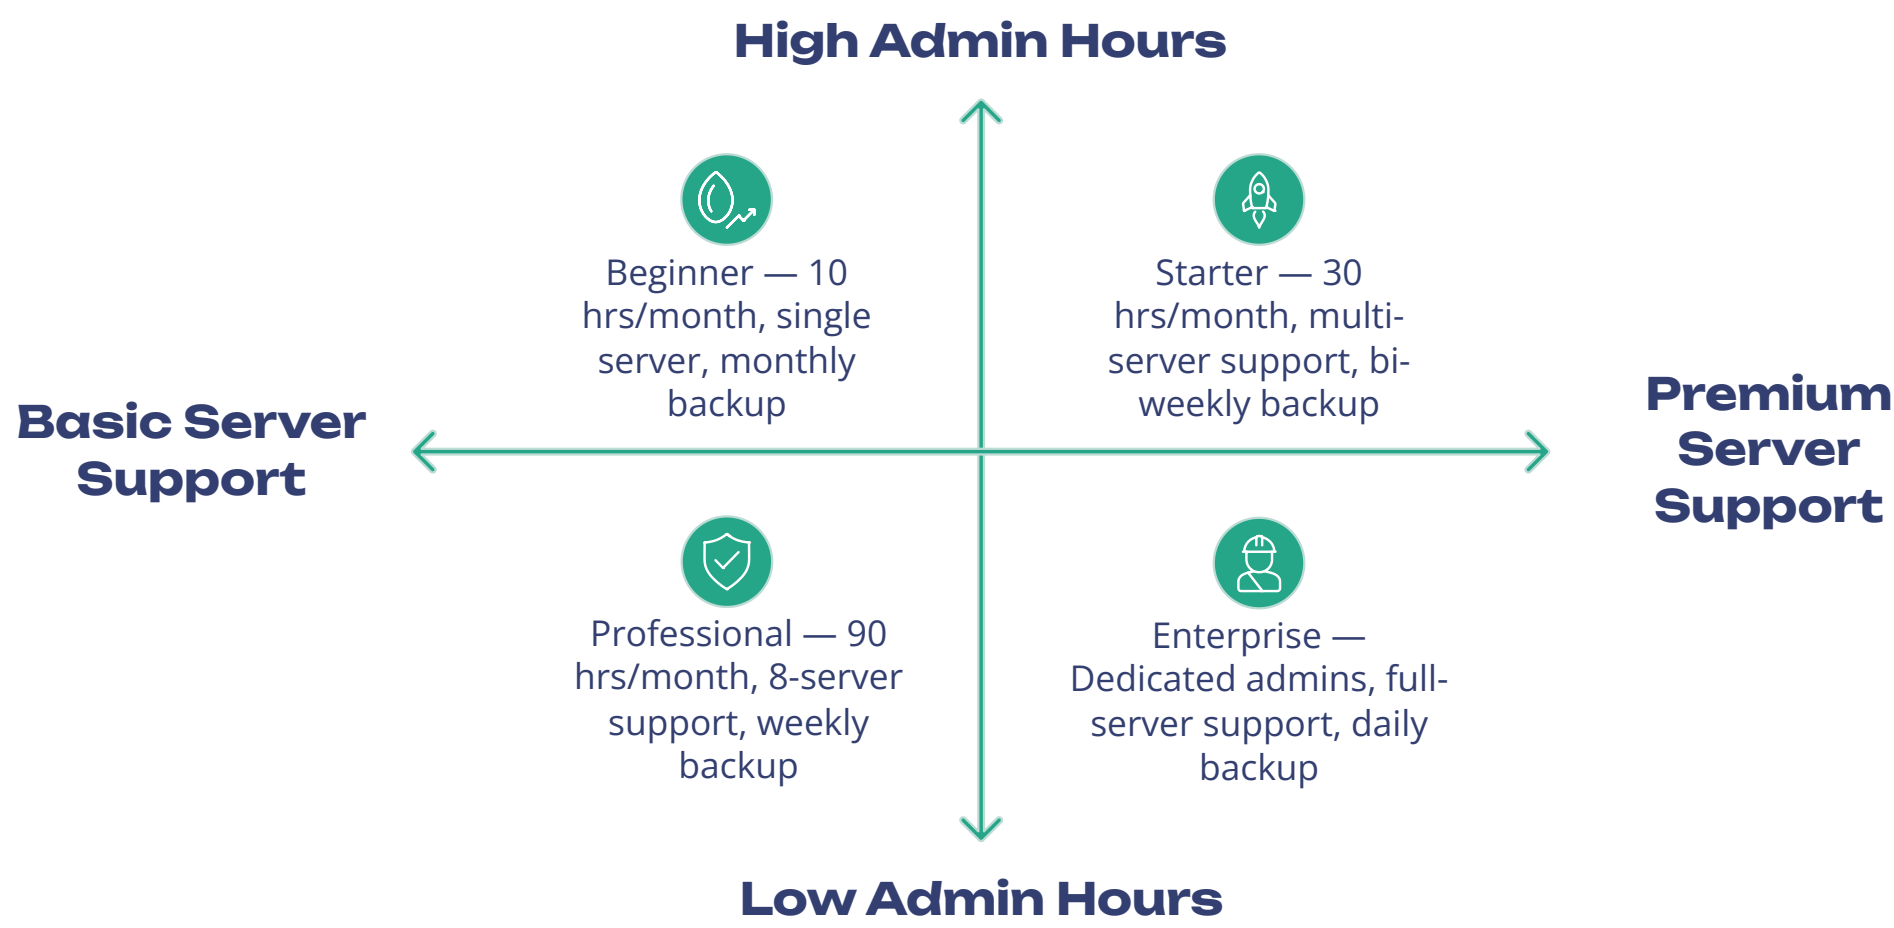 High Admin Hours
Beginner — 10
hrs/month, single
server, monthly
backup
Starter — 30
hrs/month, multi-
server support, bi-
weekly backup
Basic Server
Support
Premium
Server
Support
Professional — 90
hrs/month, 8-server
support, weekly
backup
Enterprise —
Dedicated admins, full-
server support, daily
backup
Low Admin Hours